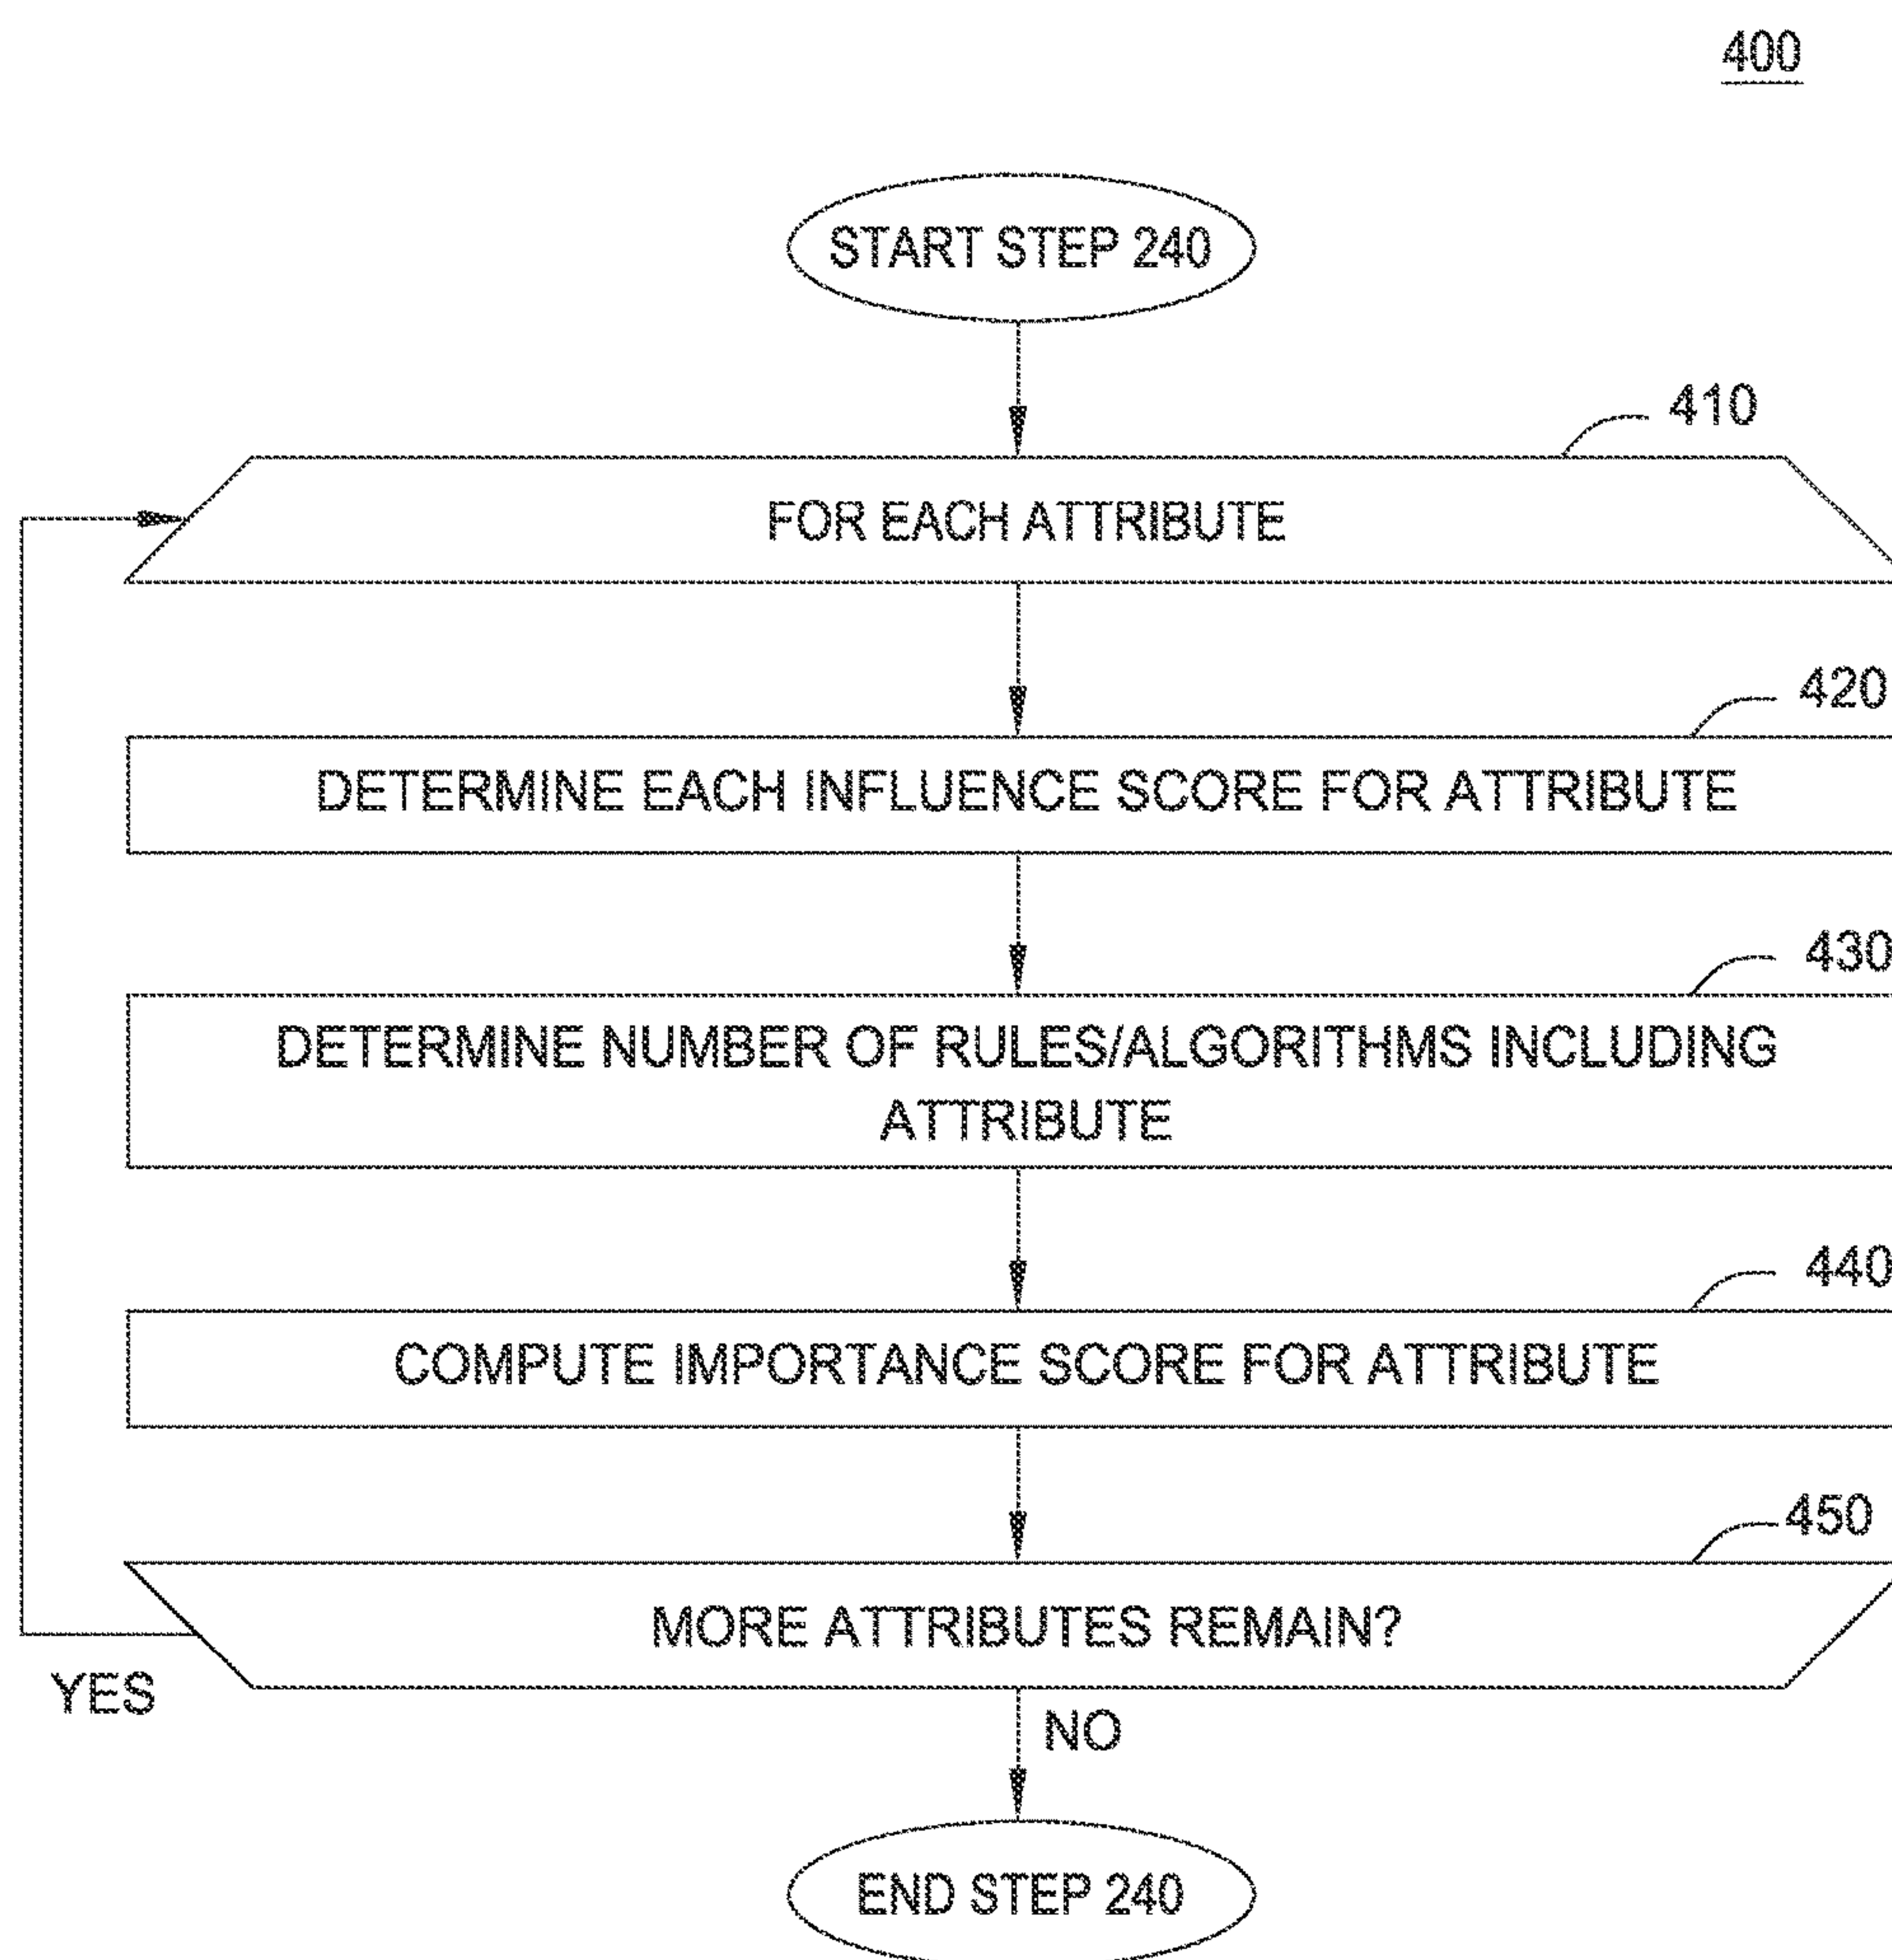 400
START STEP 240
410
FOR EACH ATTRIBUTE
420
DETERMINE EACH INFLUENCE SCORE FOR ATTRIBUTE
430
DETERMINE NUMBER OF RULES/ALGORITHMS INCLUDING
ATTRIBUTE
440
COMPUTE IMPORTANCE SCORE FOR ATTRIBUTE
450
MORE ATTRIBUTES REMAIN?
YES
NO
END STEP 240